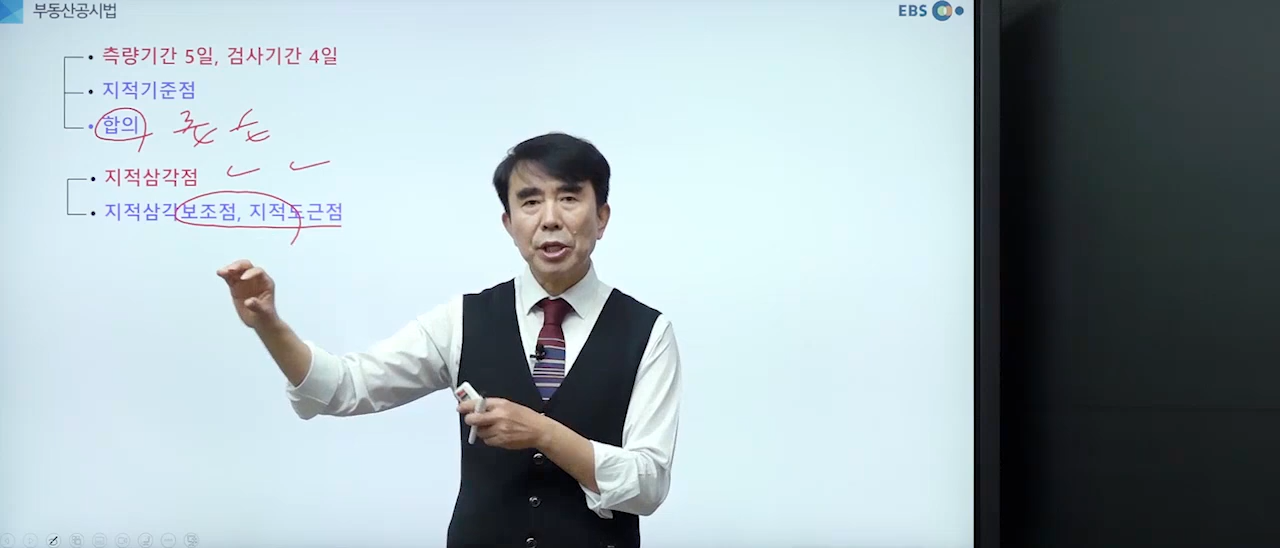 부동산공시법
EBS
측량기간 5일, 검사기간 4일
지적기준점
합의
지적삼각점
지적삼각보조점, 지적도근점